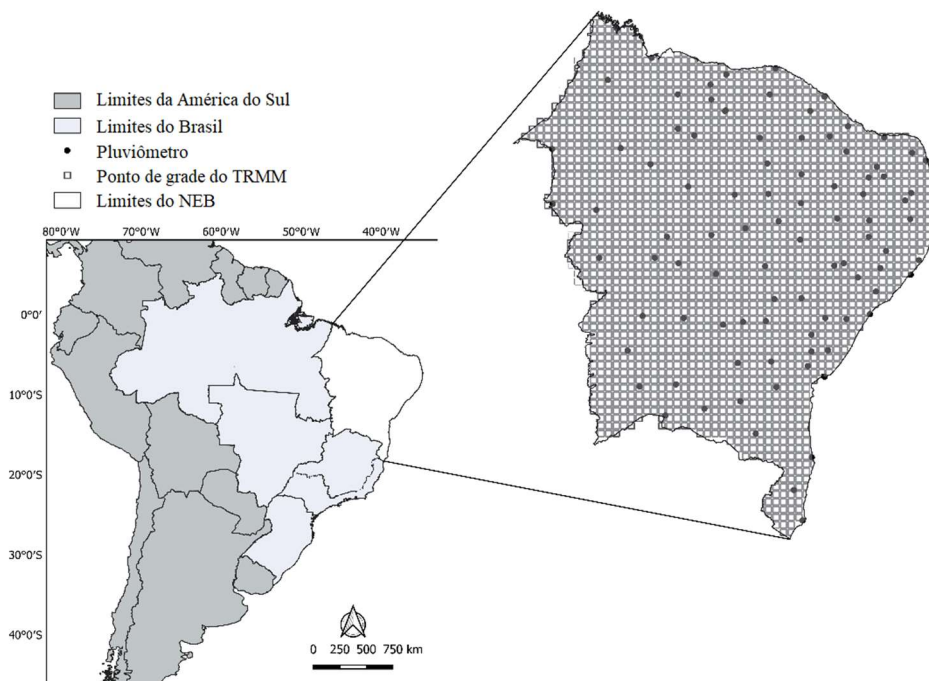 Limites da América do Sul
Limites do Brasil
Pluviômetro
Ponto de grade do TRMM
Limites do NEB
80°0'0"S 70°0'S 60°0'S 50°0'S 40°0'S
0°0'
10°0'S
20°0'S
30°0'S
40°0'S
0 250 500 750 km